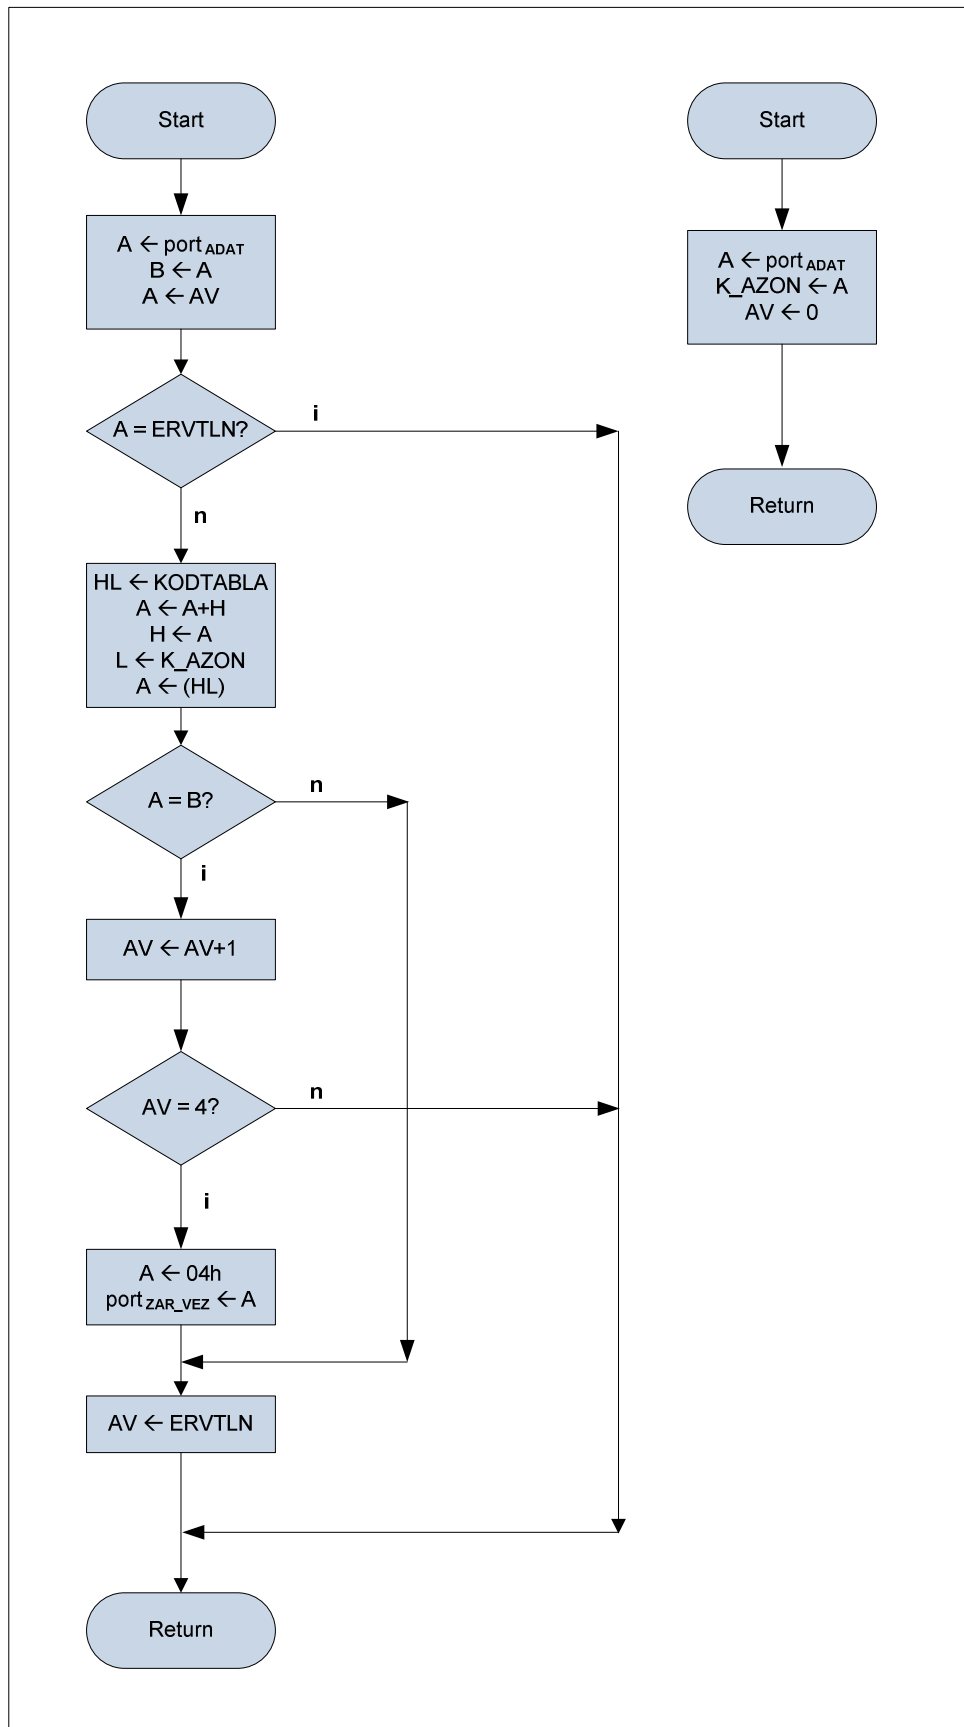 Start
A ← port ADAT
B ← A
A ← AV
A = ERVTLN?
i
n
HL ← KODTABLA
A ← A+H
H ← A
L ← K_AZON
A ← (HL)
A = B?
n
i
AV ← AV+1
AV = 4?
n
i
A ← 04h
port ZAR_VEZ ← A
AV ← ERVTLN
Return
Start
A ← port ADAT
K_AZON ← A
AV ← 0
Return